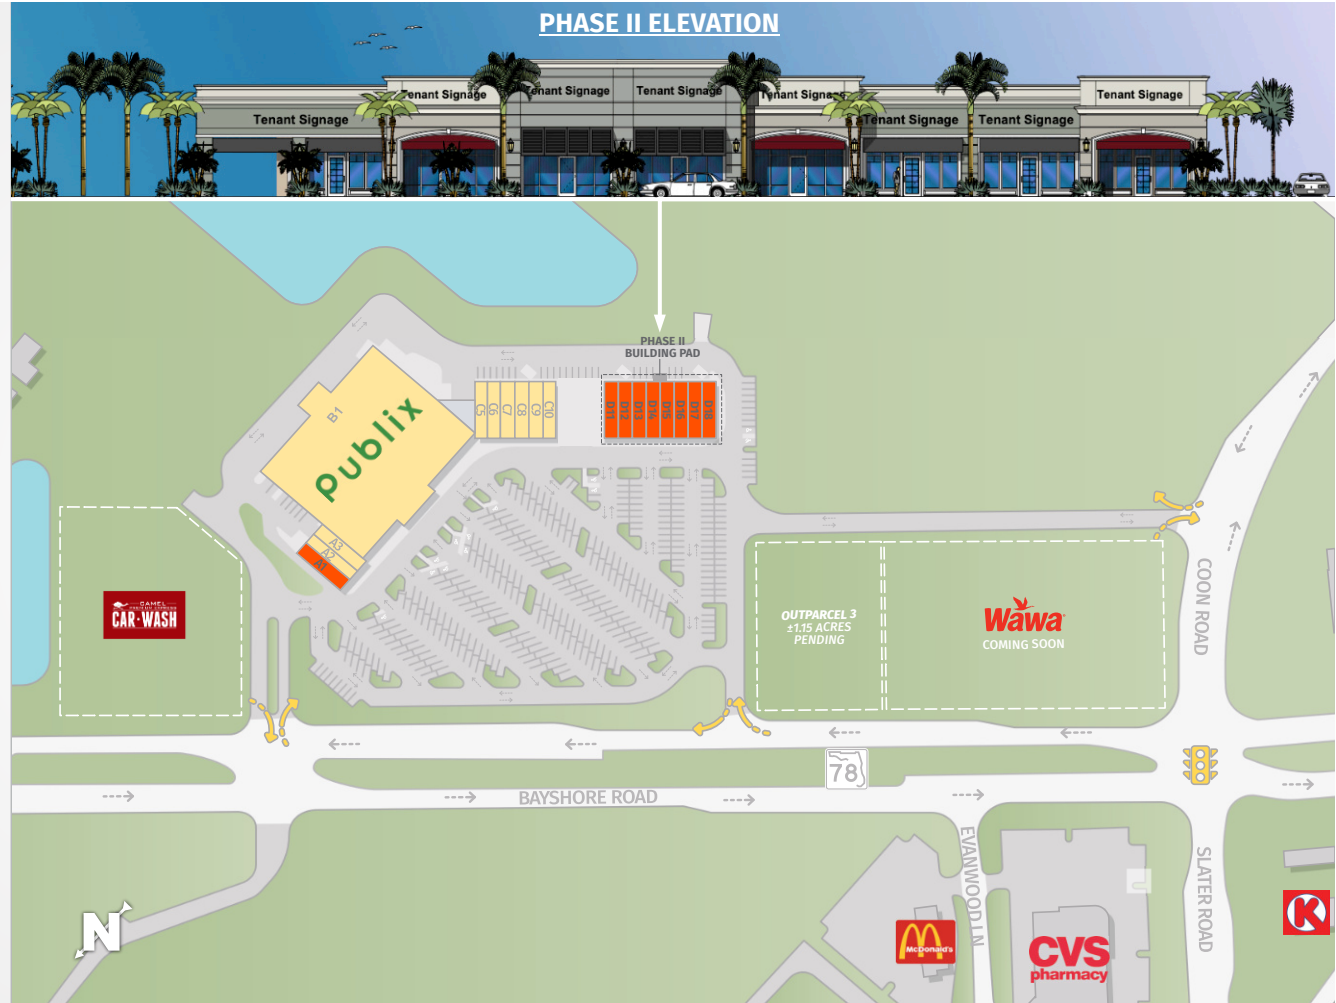 PHASE II ELEVATION
Tenant Signage
Tenant Signage
Tenant Signage
Tenant Signage
Tenant Signage
Tenant Signage
Tenant Signage
Tenant Signage
PHASE II
BUILDING PAD
B1
Publix
C5
C6
C7
C8
C9
C10
D11
D12
D13
D14
D15
D16
D17
D18
A3
A2
A1
CAMEL
CAR·WASH
OUTPARCEL 3
±1.15 ACRES
PENDING
Wawa
COMING SOON
COON ROAD
78
BAYSHORE ROAD
EVANWOOD LN
SLATER ROAD
N
McDonald's
CVS
pharmacy
K